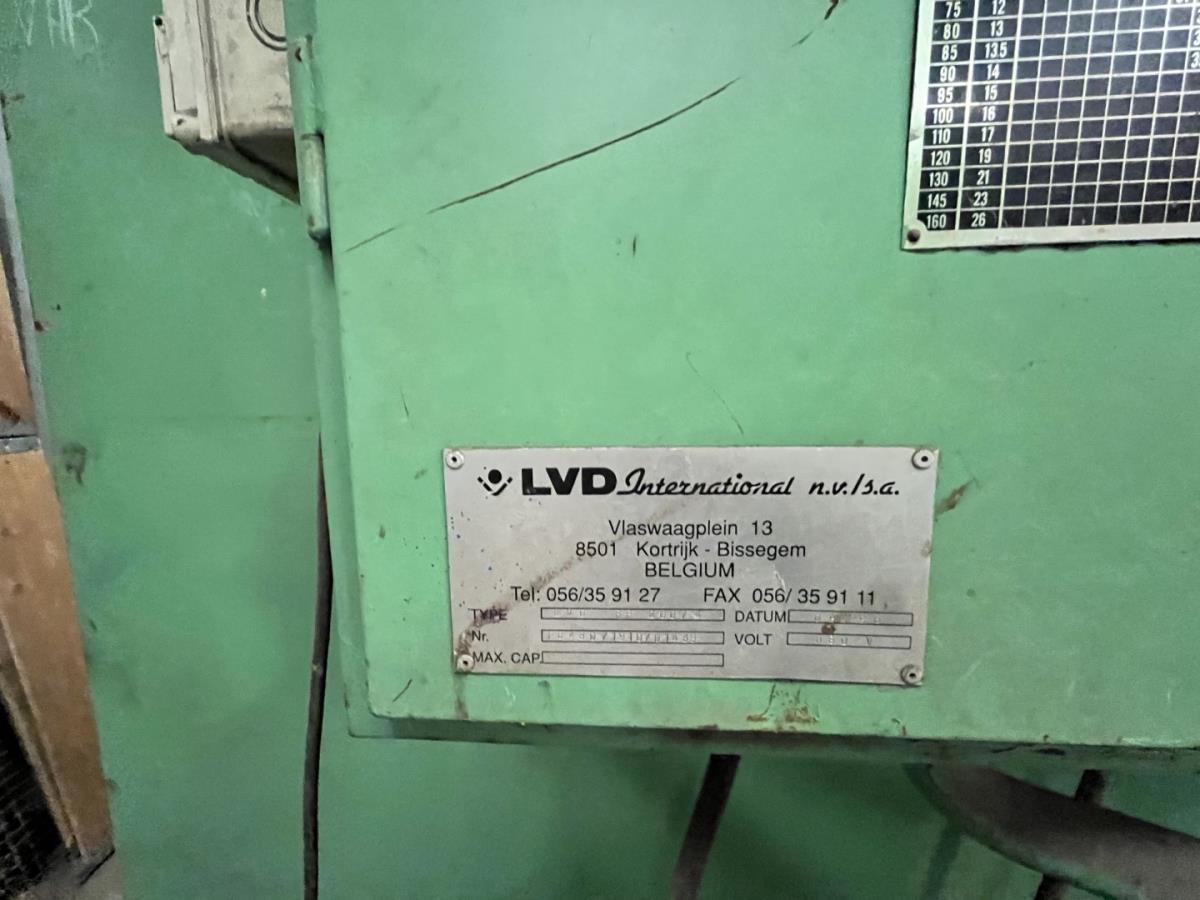 75 12
80 13
85 13.5
90 14
95 15
100 16
110 17
120 19
130 21
145 23
160 26
LVD International n.v./s.a.
Vlaswaagplein 13
8501 Kortrijk - Bissegem
BELGIUM
Tel: 056/35 91 27 FAX 056/ 35 91 11
TYPE DATUM
Nr. VOLT
MAX. CAP.